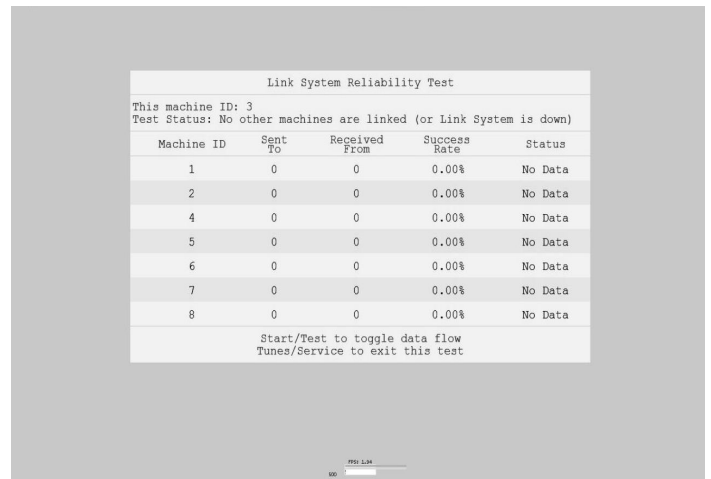 Link System Reliability Test
This machine ID: 3
Test Status: No other machines are linked (or Link System is down)
Machine ID Sent To Received From Success Rate Status
1 0 0 0.00% No Data
2 0 0 0.00% No Data
4 0 0 0.00% No Data
5 0 0 0.00% No Data
6 0 0 0.00% No Data
7 0 0 0.00% No Data
8 0 0 0.00% No Data
Start/Test to toggle data flow
Tunes/Service to exit this test
FPS: 1.94